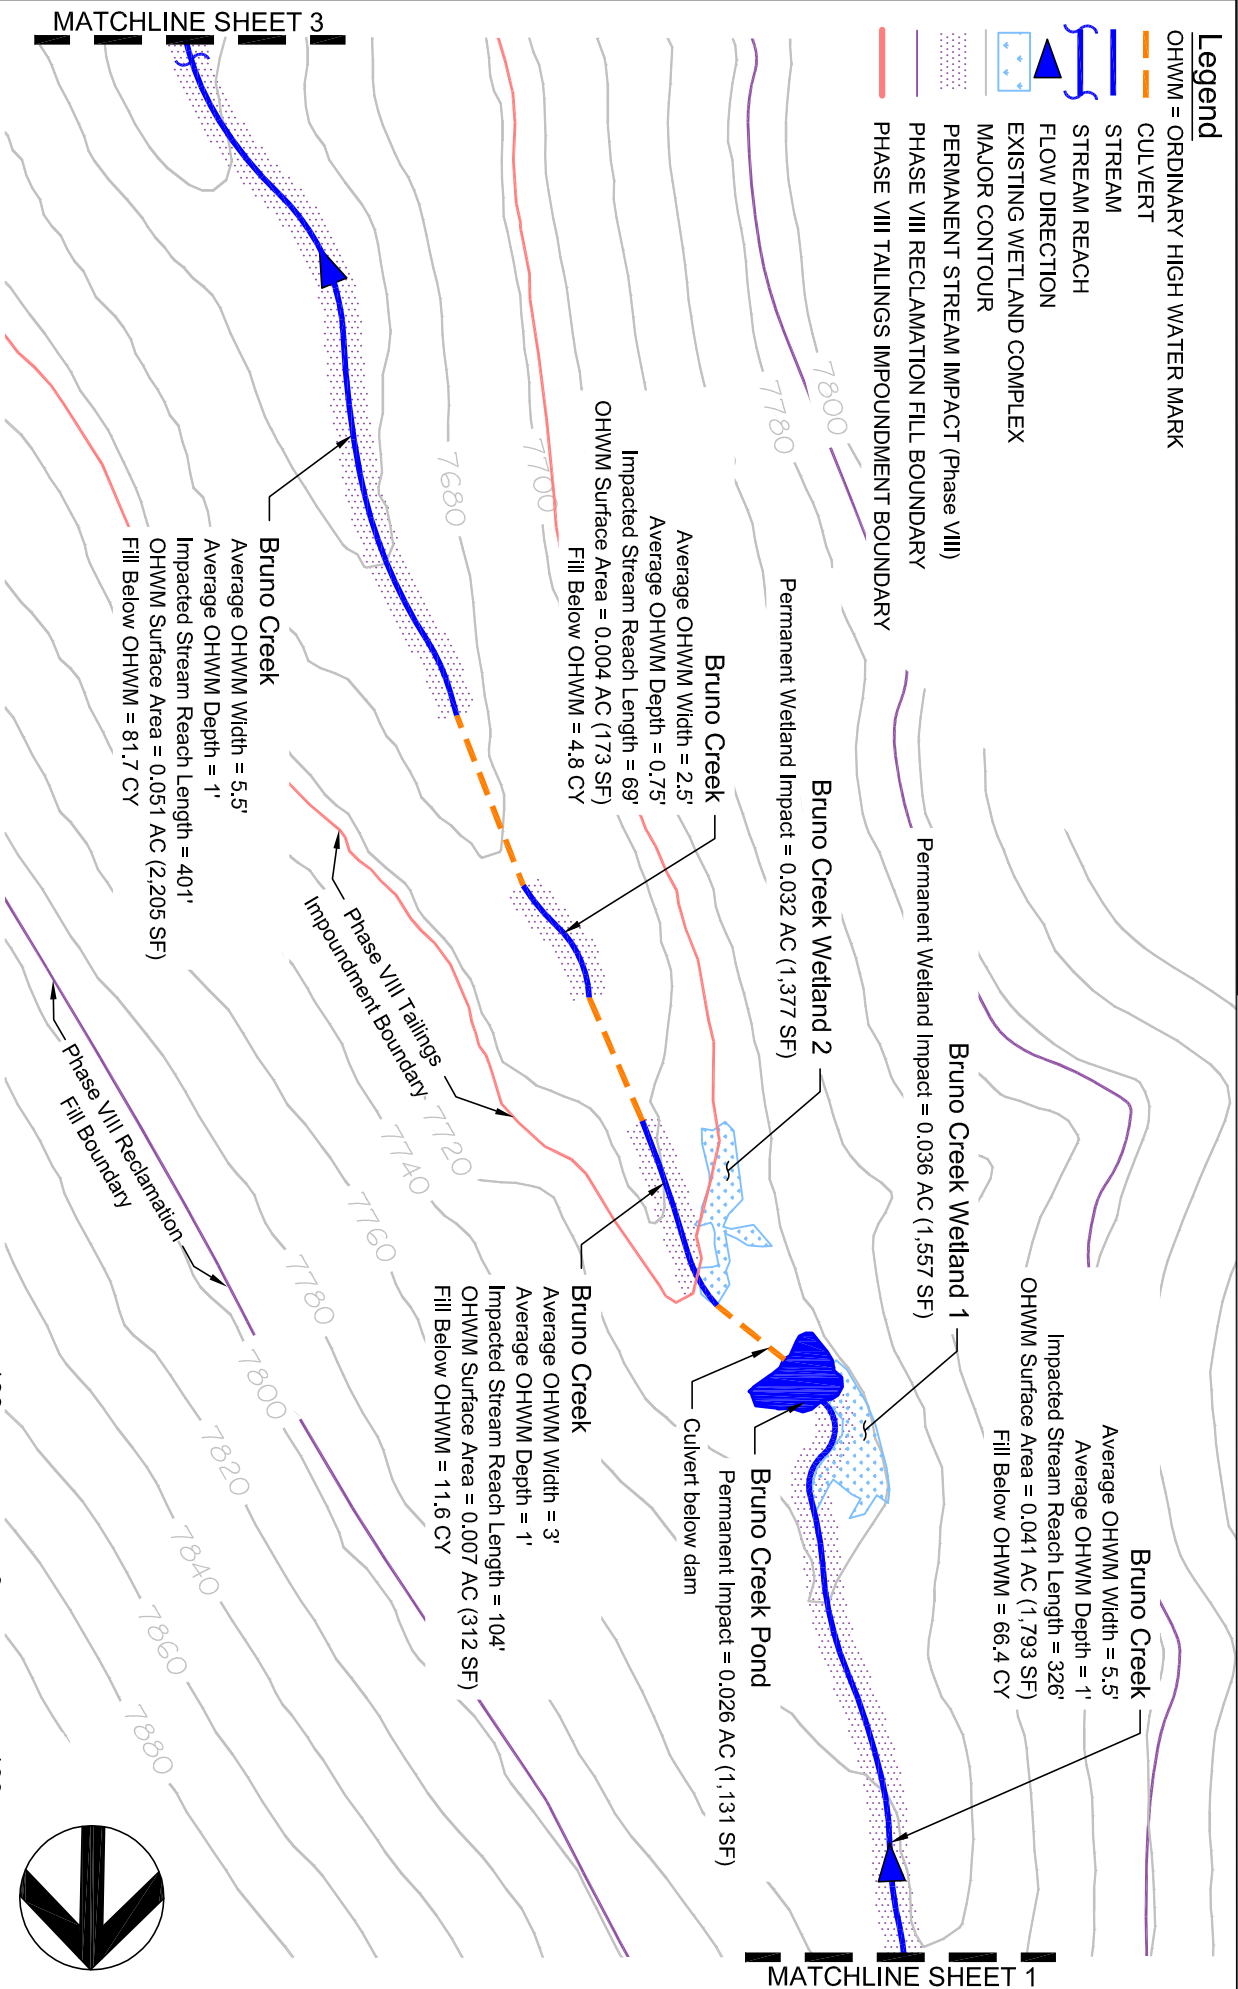 MATCHLINE SHEET 3
Legend
OHWM = ORDINARY HIGH WATER MARK
CULVERT
STREAM
STREAM REACH
FLOW DIRECTION
EXISTING WETLAND COMPLEX
MAJOR CONTOUR
PERMANENT STREAM IMPACT (Phase VIII)
PHASE VIII RECLAMATION FILL BOUNDARY
PHASE VIII TAILINGS IMPOUNDMENT BOUNDARY
Bruno Creek
Average OHWM Width = 5.5'
Average OHWM Depth = 1'
Impacted Stream Reach Length = 326'
OHWM Surface Area = 0.041 AC (1,793 SF)
Fill Below OHWM = 66.4 CY
Bruno Creek Wetland 1
Permanent Wetland Impact = 0.036 AC (1,557 SF)
Bruno Creek Wetland 2
Permanent Wetland Impact = 0.032 AC (1,377 SF)
Bruno Creek
Average OHWM Width = 2.5'
Average OHWM Depth = 0.75'
Impacted Stream Reach Length = 69'
OHWM Surface Area = 0.004 AC (173 SF)
Fill Below OHWM = 4.8 CY
Bruno Creek Pond
Permanent Impact = 0.026 AC (1,131 SF)
Culvert below dam
Bruno Creek
Average OHWM Width = 3'
Average OHWM Depth = 1'
Impacted Stream Reach Length = 104'
OHWM Surface Area = 0.007 AC (312 SF)
Fill Below OHWM = 11.6 CY
Bruno Creek
Average OHWM Width = 5.5'
Average OHWM Depth = 1'
Impacted Stream Reach Length = 401'
OHWM Surface Area = 0.051 AC (2,205 SF)
Fill Below OHWM = 81.7 CY
Phase VIII Tailings
Impoundment Boundary
Phase VIII Reclamation
Fill Boundary
7800
7780
7700
7680
7720
7740
7760
7780
7800
7820
7840
7860
7880
MATCHLINE SHEET 1